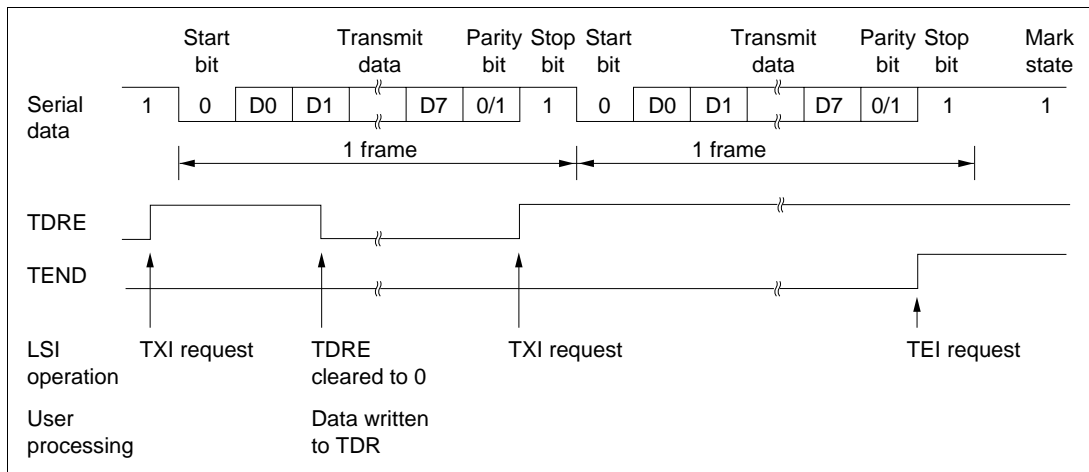 Start bit Transmit data Parity bit Stop bit Start bit Transmit data Parity bit Stop bit Mark state
Serial data 1 0 D0 D1 D7 0/1 1 0 D0 D1 D7 0/1 1 1
1 frame 1 frame
TDRE
TEND
LSI operation TXI request TDRE cleared to 0 TXI request TEI request
User processing Data written to TDR